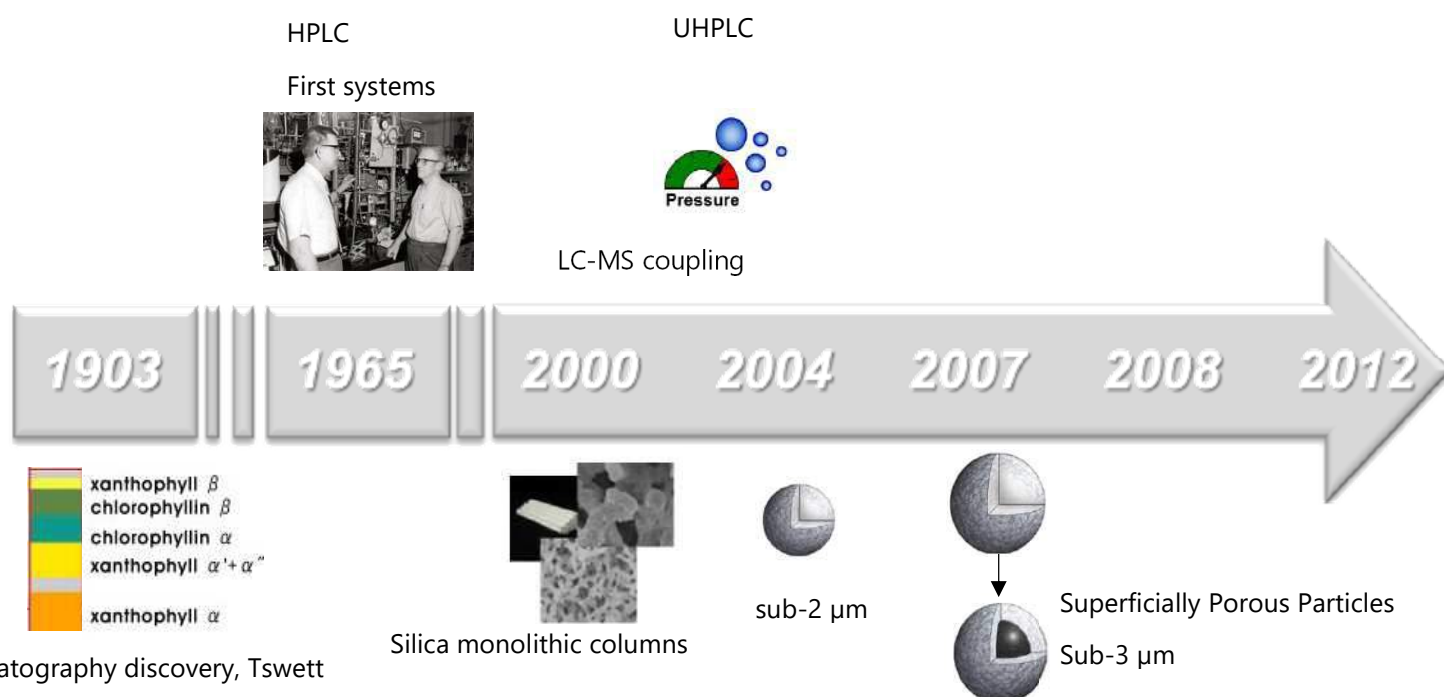 HPLC
UHPLC
First systems
Pressure
LC-MS coupling
1903
1965
2000
2004
2007
2008
2012
xanthophyll β
chlorophyllin β
chlorophyllin α
xanthophyll α'+ α"
xanthophyll α
sub-2 μm
Superficially Porous Particles
Silica monolithic columns
Sub-3 μm
atography discovery, Tswett